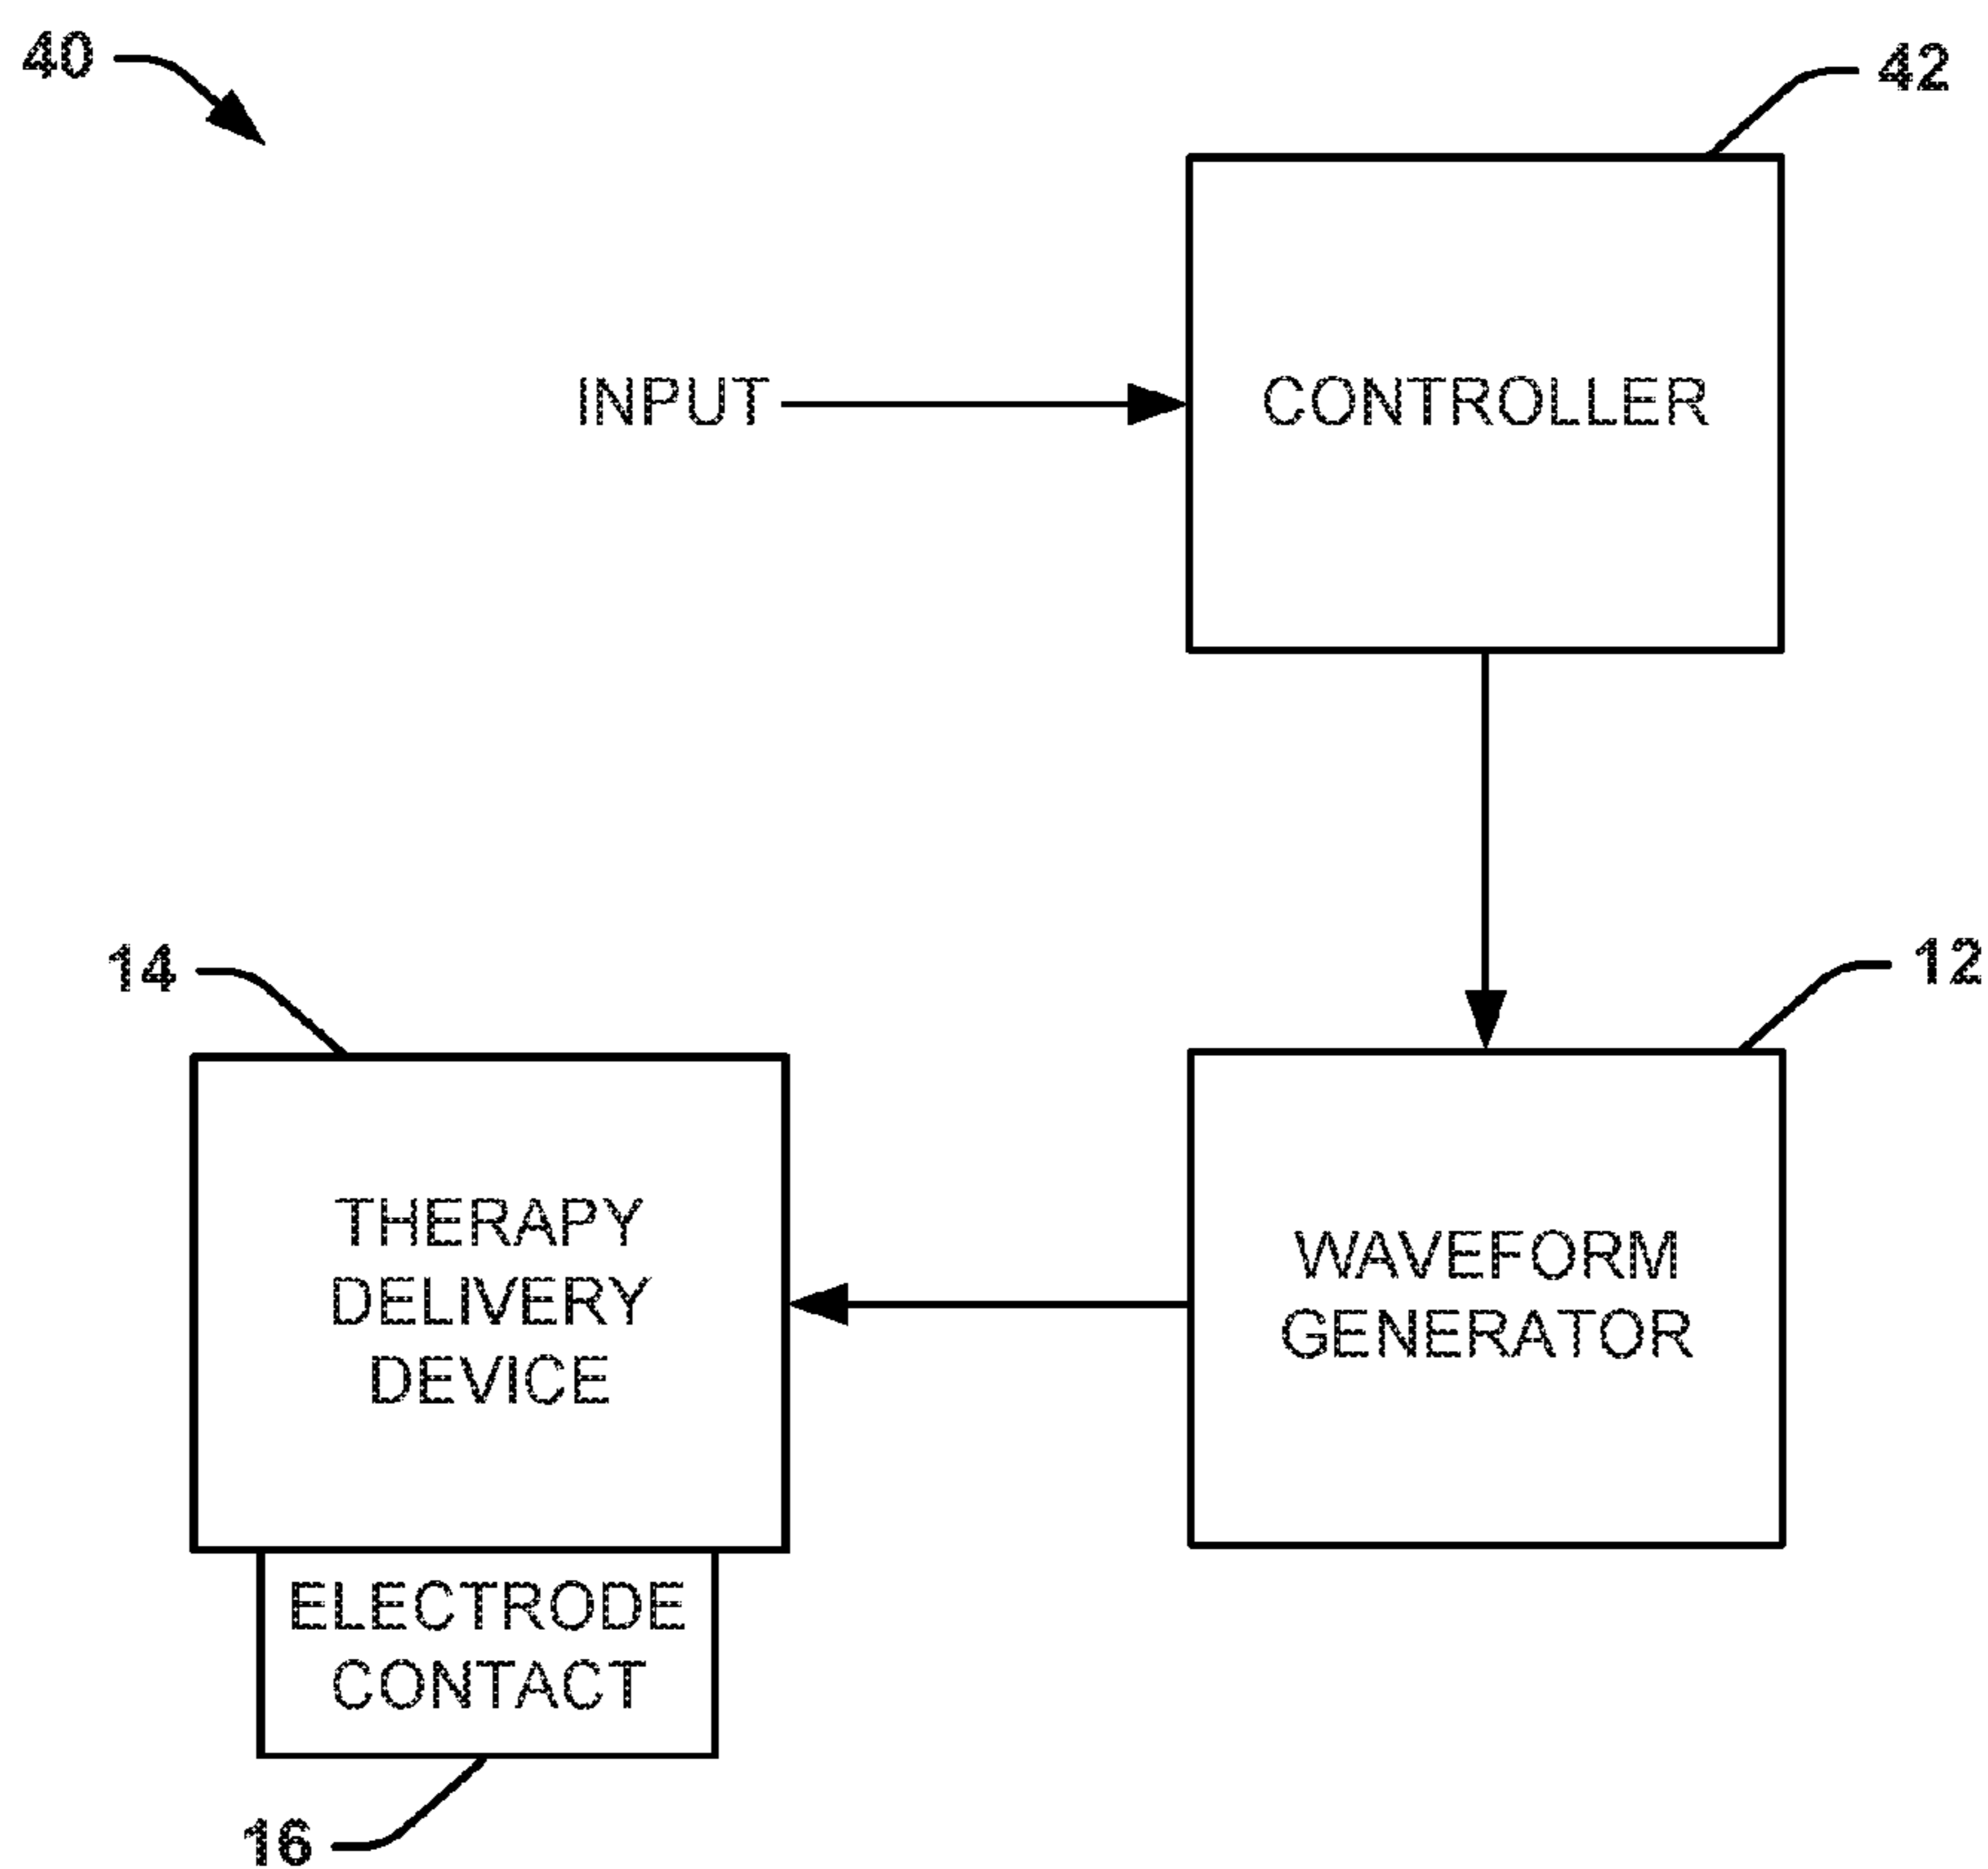 40
42
INPUT
CONTROLLER
14
12
THERAPY
DELIVERY
DEVICE
WAVEFORM
GENERATOR
ELECTRODE
CONTACT
16